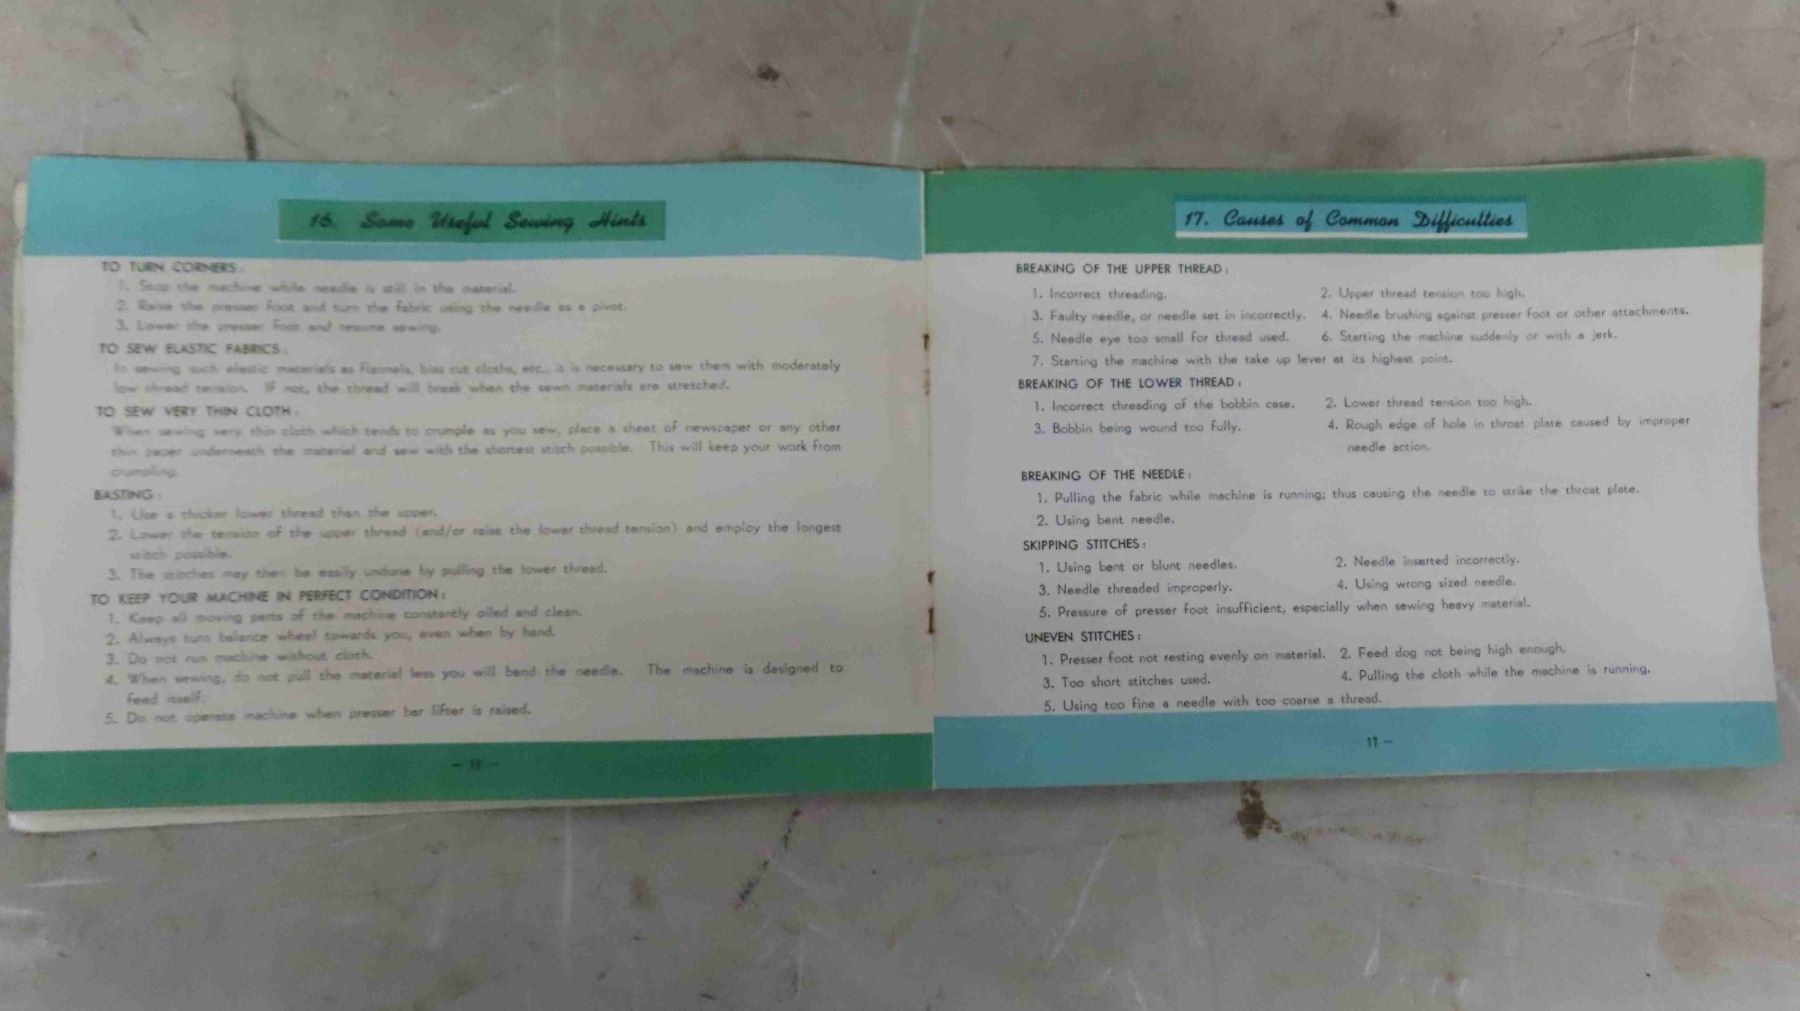 16. Some Useful Sewing Hints
TO TURN CORNERS:
1. Stop the machine while needle is still in the material.
2. Raise the presser foot and turn the fabric using the needle as a pivot.
3. Lower the presser foot and resume sewing.
TO SEW ELASTIC FABRICS:
In sewing such elastic materials as flannels, bias cut cloths, etc., it is necessary to sew them with moderately
low thread tension. If not, the thread will break when the sewn materials are stretched.
TO SEW VERY THIN CLOTH:
When sewing very thin cloth which tends to crumple as you sew, place a sheet of newspaper or any other
thin paper underneath the material and sew with the shortest stitch possible. This will keep your work from
crumpling.
BASTING:
1. Use a thicker lower thread than the upper.
2. Lower the tension of the upper thread (and/or raise the lower thread tension) and employ the longest
stitch possible.
3. The stitches may then be easily undone by pulling the lower thread.
TO KEEP YOUR MACHINE IN PERFECT CONDITION:
1. Keep all moving parts of the machine constantly oiled and clean.
2. Always turn balance wheel towards you, even when by hand.
3. Do not run machine without cloth.
4. When sewing, do not pull the material less you will bend the needle. The machine is designed to
feed itself.
5. Do not operate machine when presser bar lifter is raised.
17. Causes of Common Difficulties
BREAKING OF THE UPPER THREAD:
1. Incorrect threading. 2. Upper thread tension too high.
3. Faulty needle, or needle set in incorrectly. 4. Needle brushing against presser foot or other attachments.
5. Needle eye too small for thread used. 6. Starting the machine suddenly or with a jerk.
7. Starting the machine with the take up lever at its highest point.
BREAKING OF THE LOWER THREAD:
1. Incorrect threading of the bobbin case. 2. Lower thread tension too high.
3. Bobbin being wound too fully. 4. Rough edge of hole in throat plate caused by improper
needle action.
BREAKING OF THE NEEDLE:
1. Pulling the fabric while machine is running; thus causing the needle to strike the throat plate.
2. Using bent needle.
SKIPPING STITCHES:
1. Using bent or blunt needles. 2. Needle inserted incorrectly.
3. Needle threaded improperly. 4. Using wrong sized needle.
5. Pressure of presser foot insufficient, especially when sewing heavy material.
UNEVEN STITCHES:
1. Presser foot not resting evenly on material. 2. Feed dog not being high enough.
3. Too short stitches used. 4. Pulling the cloth while the machine is running.
5. Using too fine a needle with too coarse a thread.
11 —